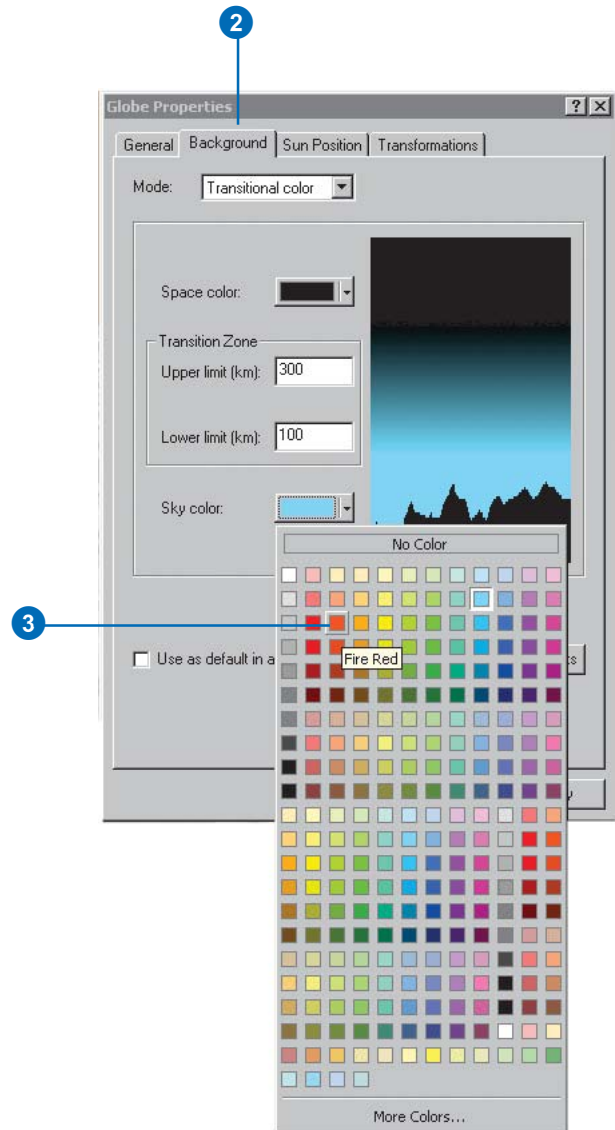 2
Globe Properties
General Background Sun Position Transformations
Mode: Transitional color
Space color:
Transition Zone
Upper limit (km): 300
Lower limit (km): 100
Sky color:
No Color
3
Use as default in a
Fire Red
More Colors...